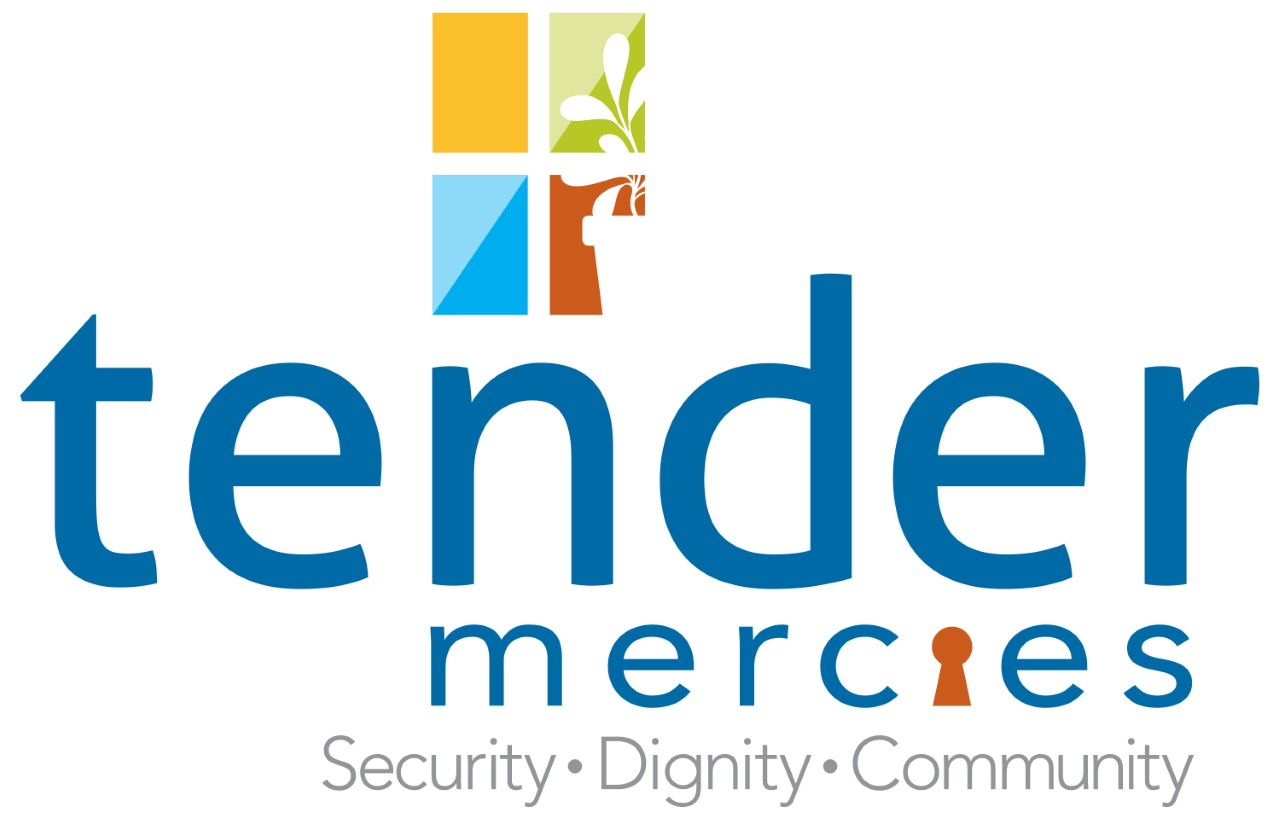 tender
mercies
Security • Dignity • Community